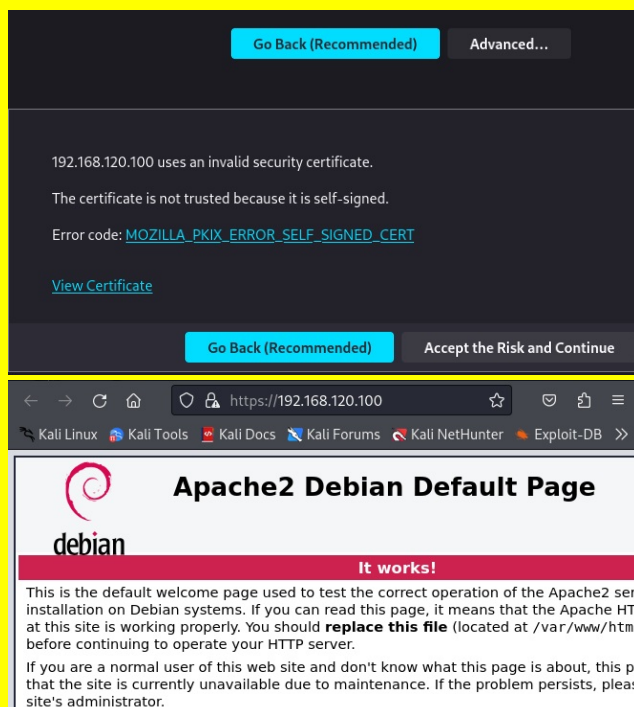 Go Back (Recommended) Advanced...
192.168.120.100 uses an invalid security certificate.
The certificate is not trusted because it is self-signed.
Error code: MOZILLA_PKIX_ERROR_SELF_SIGNED_CERT
View Certificate
Go Back (Recommended) Accept the Risk and Continue
https://192.168.120.100
Kali Linux Kali Tools Kali Docs Kali Forums Kali NetHunter Exploit-DB
debian
Apache2 Debian Default Page
It works!
This is the default welcome page used to test the correct operation of the Apache2 ser
installation on Debian systems. If you can read this page, it means that the Apache HT
at this site is working properly. You should replace this file (located at /var/www/htm
before continuing to operate your HTTP server.
If you are a normal user of this web site and don't know what this page is about, this p
that the site is currently unavailable due to maintenance. If the problem persists, pleas
site's administrator.